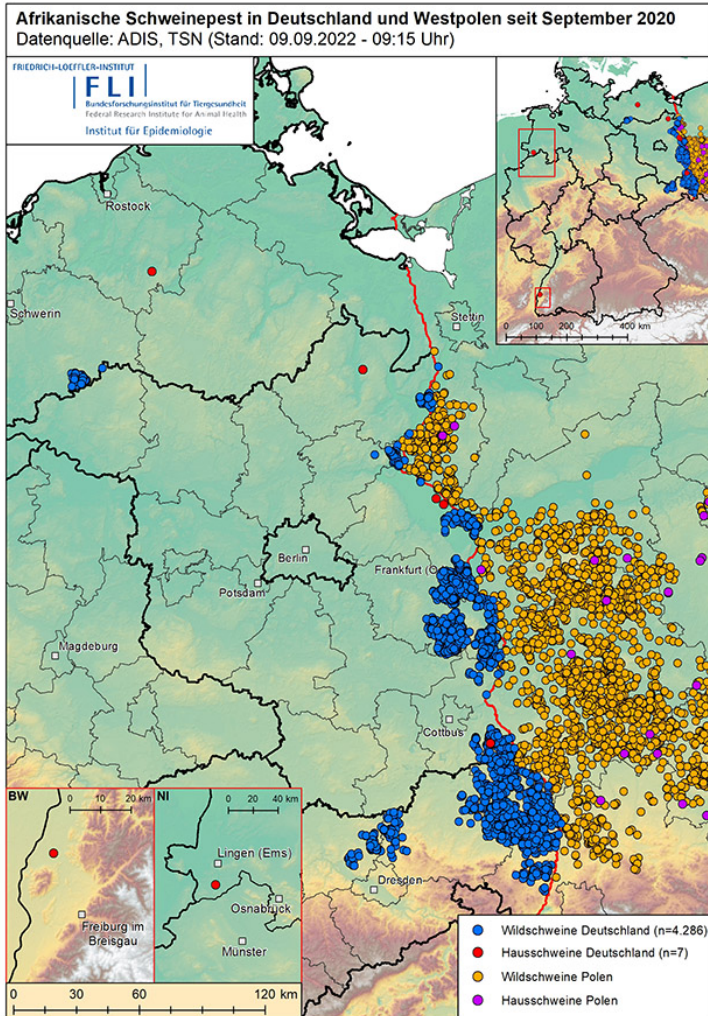 Afrikanische Schweinepest in Deutschland und Westpolen seit September 2020
Datenquelle: ADIS, TSN (Stand: 09.09.2022 - 09:15 Uhr)
FRIEDRICH-LOEFFLER-INSTITUT
FLI
Bundesforschungsinstitut für Tiergesundheit
Federal Research Institute for Animal Health
Institut für Epidemiologie
0 100 200 400 km
Rostock
Schwerin
Stettin
Berlin
Frankfurt (O
Potsdam
Magdeburg
Cottbus
Dresden
BW
0 10 20 km
Freiburg im
Breisgau
NI
0 20 40 km
Lingen (Ems)
Osnabrück
Münster
0 30 60 120 km
Wildschweine Deutschland (n=4.286)
Hausschweine Deutschland (n=7)
Wildschweine Polen
Hausschweine Polen